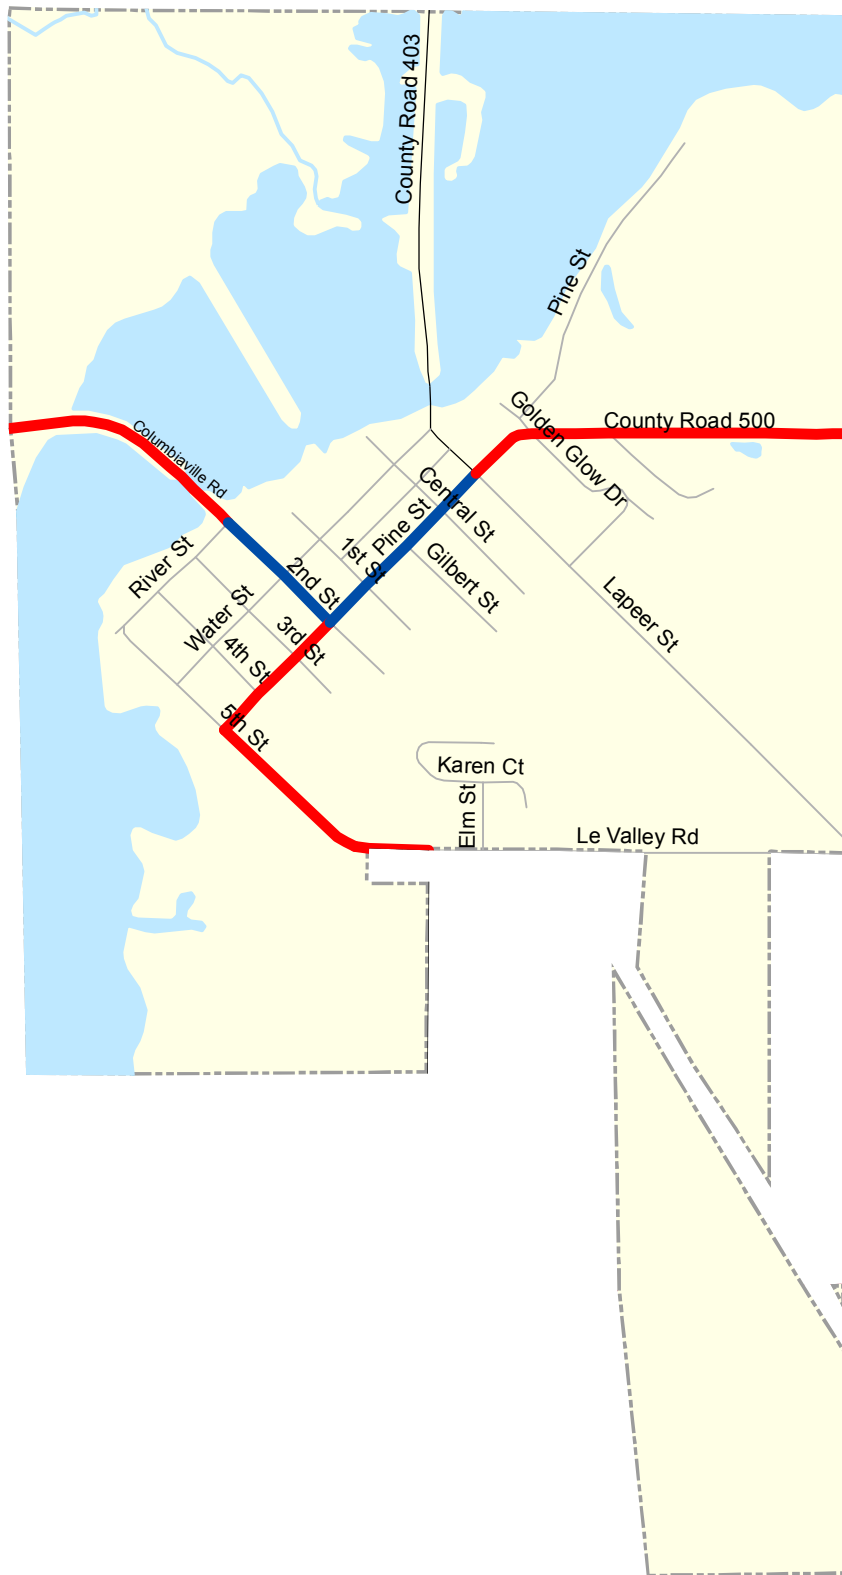 County Road 403
Pine St
Golden Glow Dr
County Road 500
Columbiaville Rd
Central St
Pine St
1st St
Gilbert St
River St
2nd St
Water St
3rd St
4th St
Lapeer St
5th St
Karen Ct
Elm St
Le Valley Rd